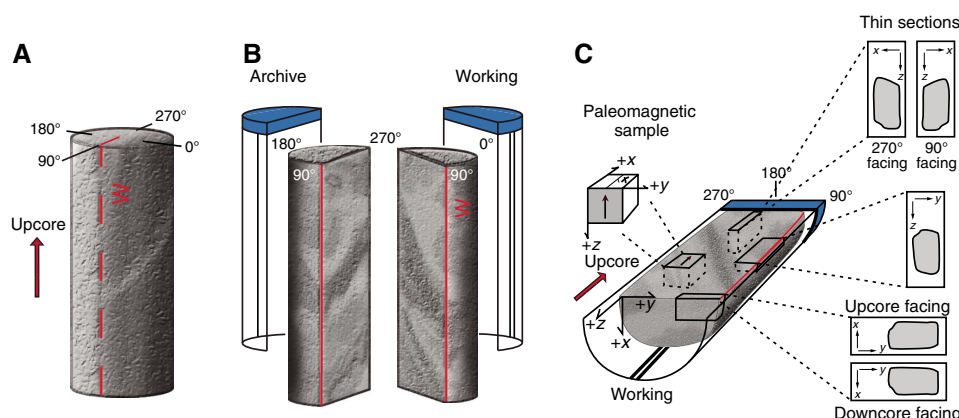 A
180°
270°
0°
90°
W
Upcore
B
Archive
Working
180°
270°
0°
90°
90°
W
C
Thin sections
x
z
x
z
270°
facing
90°
facing
Paleomagnetic
sample
+x
+y
+z
270°
180°
90°
Upcore
+y
+z
+x
Working
y
z
Upcore facing
x
y
y
x
Downcore facing